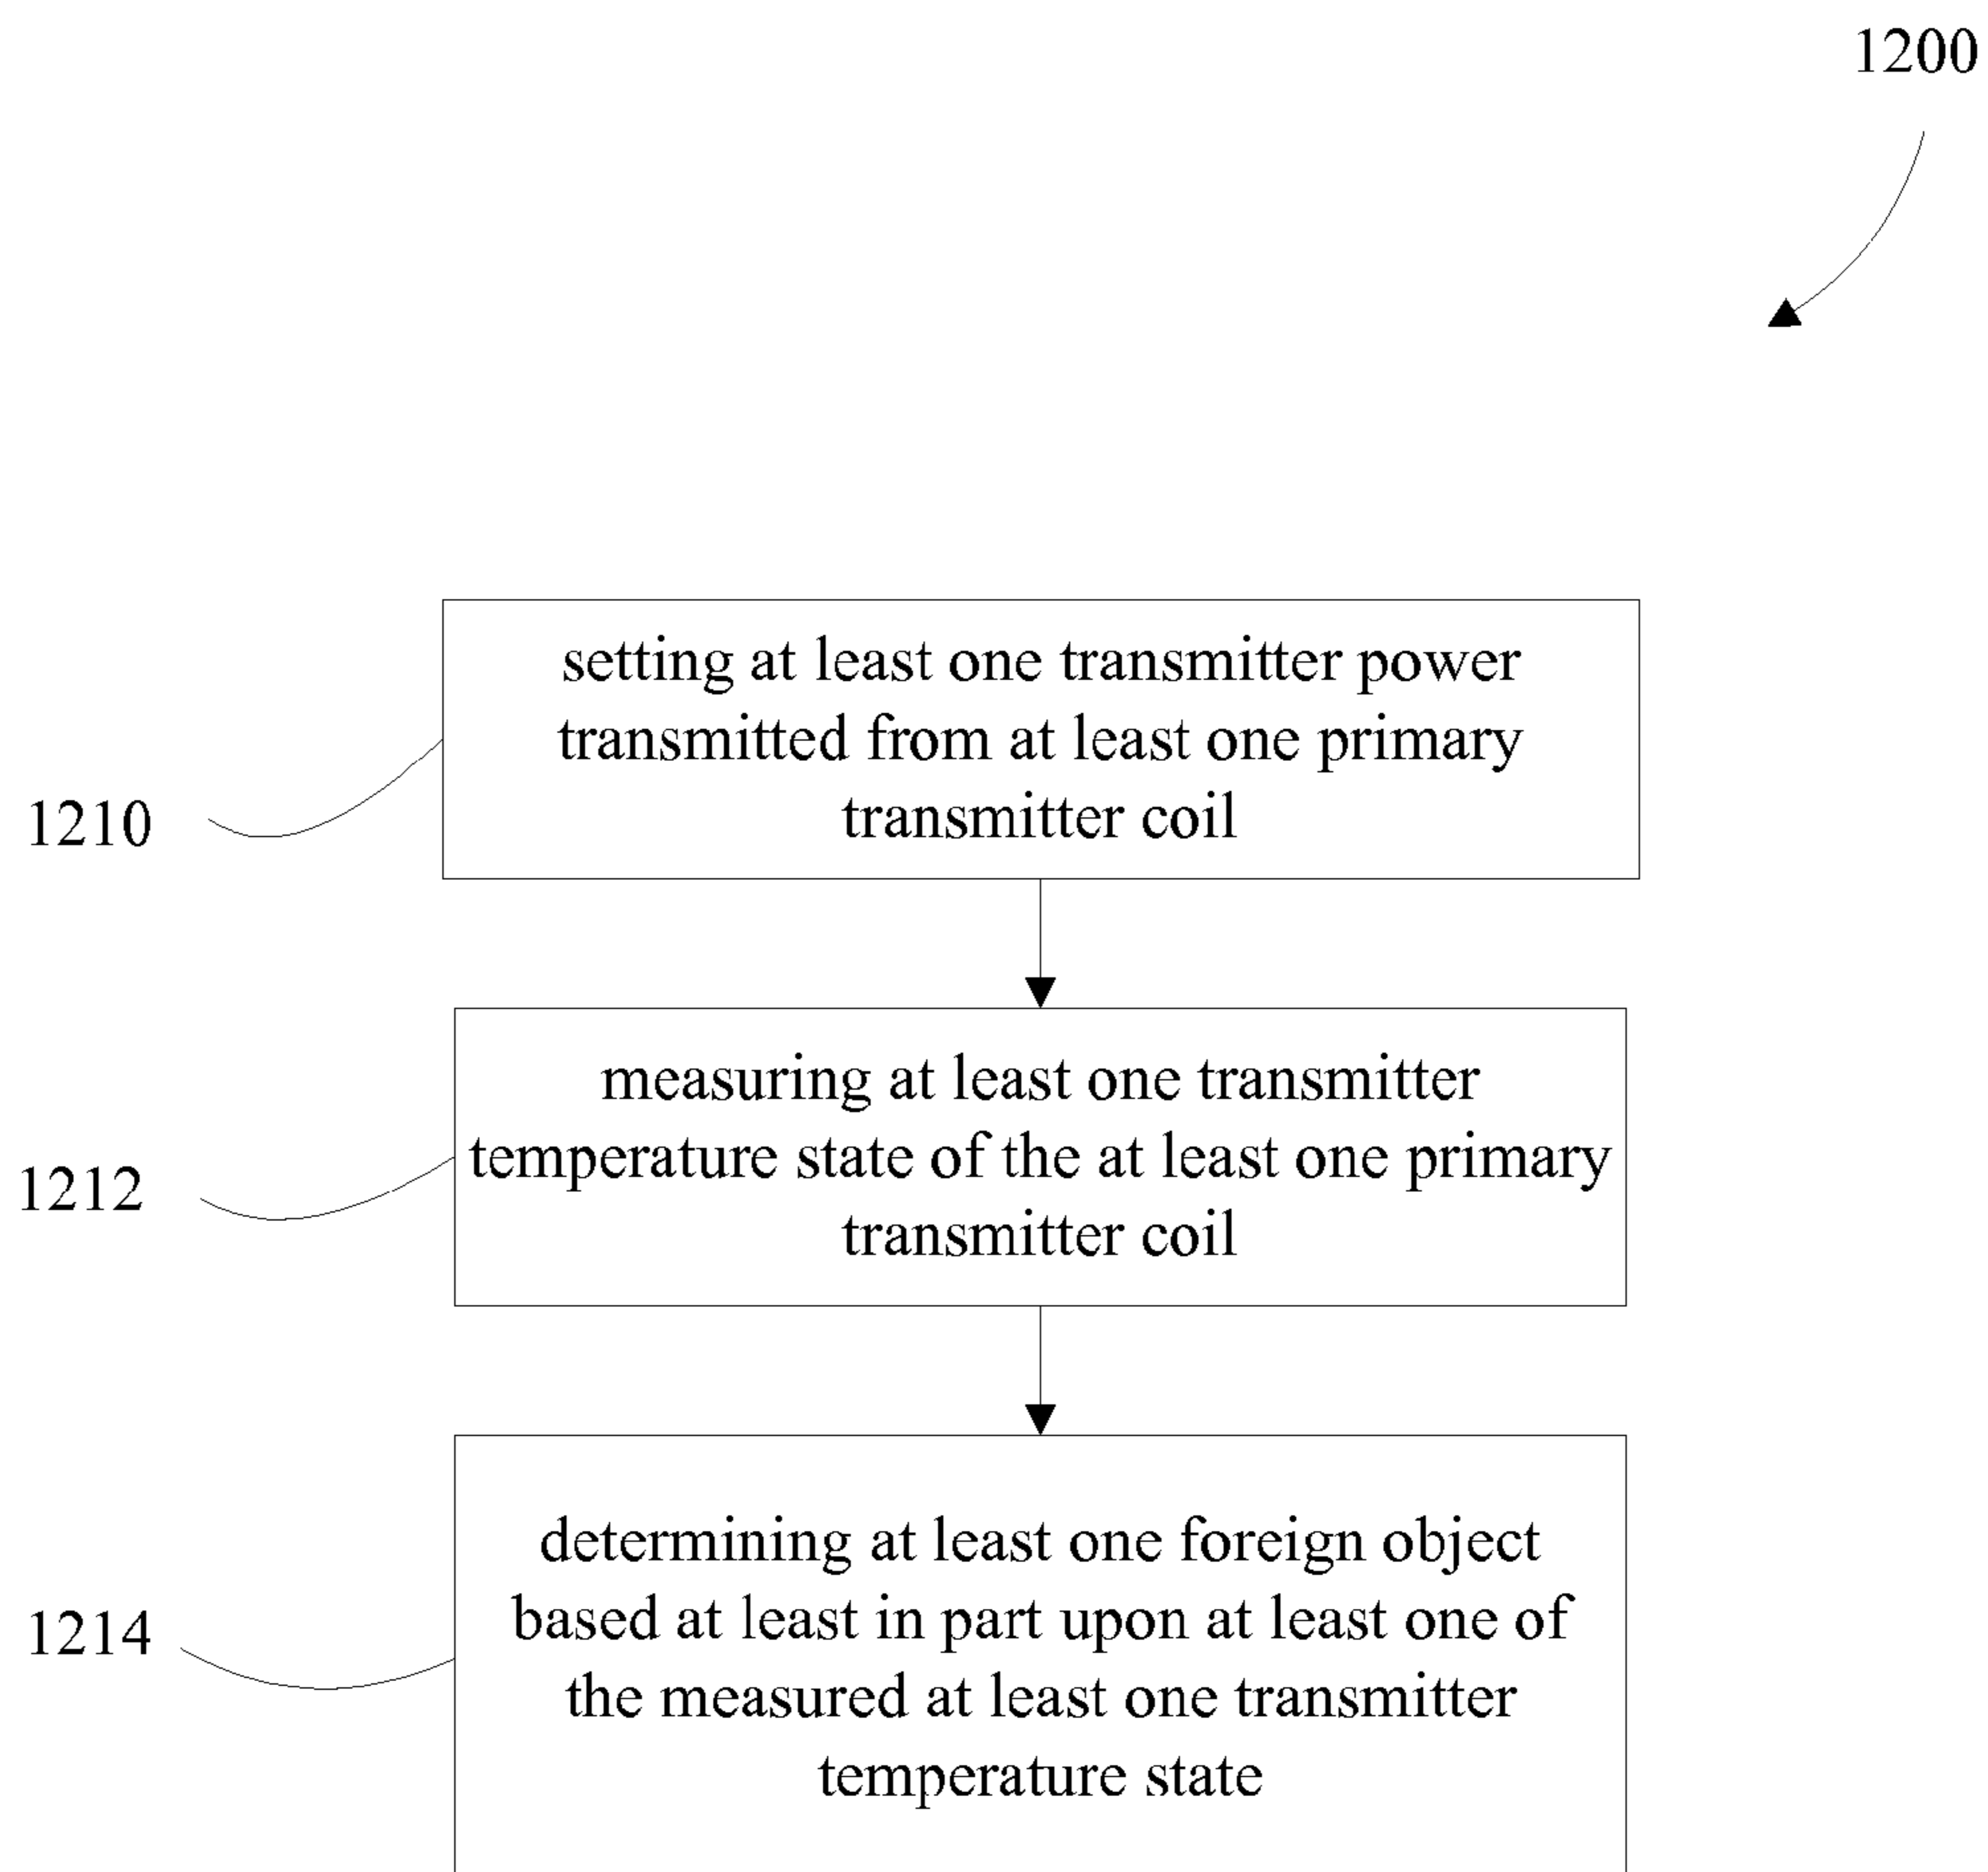 1200
setting at least one transmitter power
transmitted from at least one primary
transmitter coil
1210
measuring at least one transmitter
temperature state of the at least one primary
transmitter coil
1212
determining at least one foreign object
based at least in part upon at least one of
the measured at least one transmitter
temperature state
1214